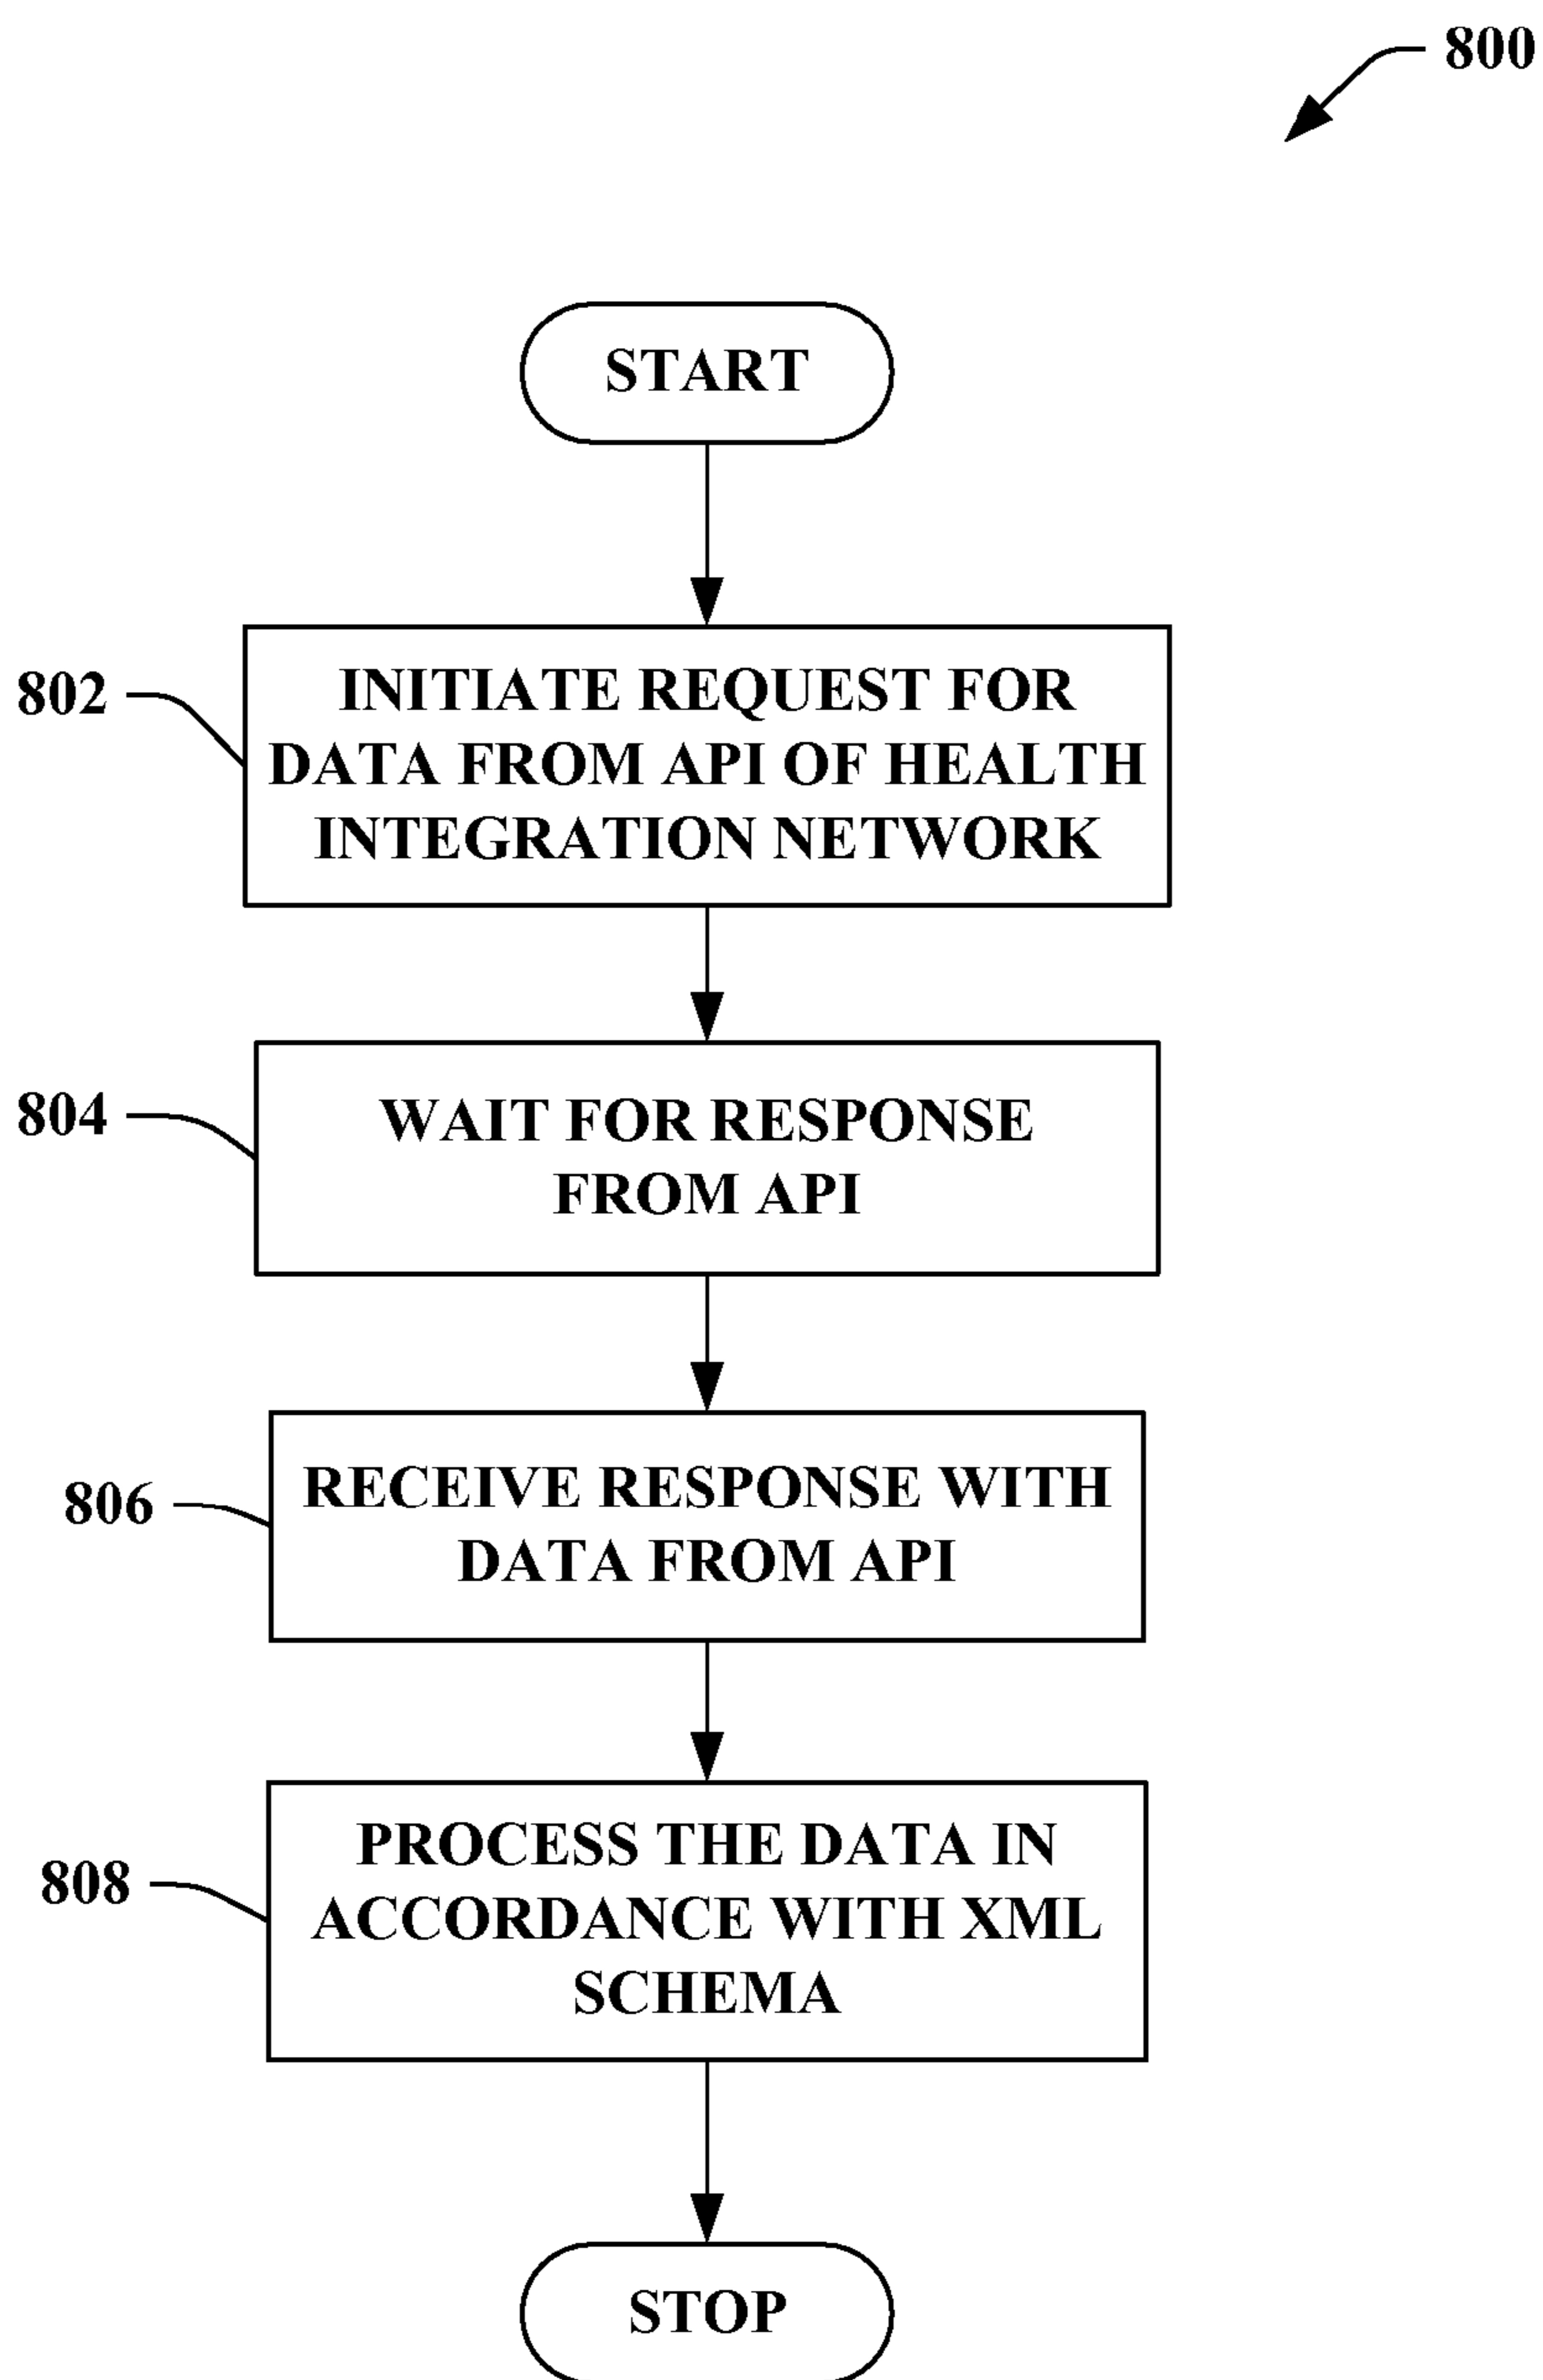 800
START
802
INITIATE REQUEST FOR
DATA FROM API OF HEALTH
INTEGRATION NETWORK
804
WAIT FOR RESPONSE
FROM API
806
RECEIVE RESPONSE WITH
DATA FROM API
808
PROCESS THE DATA IN
ACCORDANCE WITH XML
SCHEMA
STOP